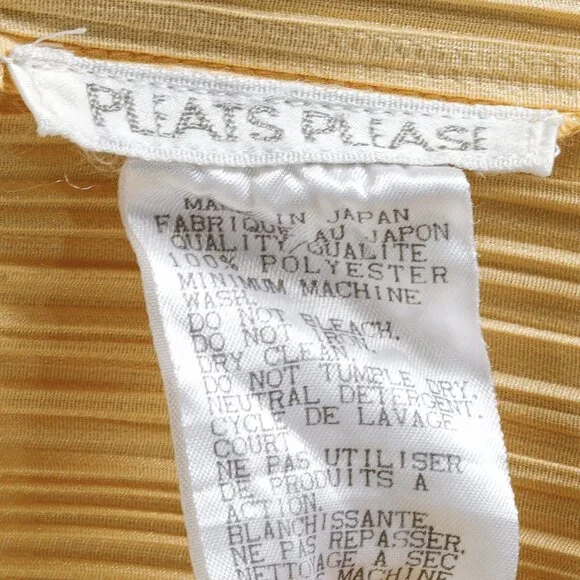 PLEATS PLEASE
MADE IN JAPAN
FABRIQUE AU JAPON
QUALITY/QUALITE
100% POLYESTER
MINIMUM MACHINE
WASH.
DO NOT BLEACH.
DO NOT IRON.
DRY CLEAN.
DO NOT TUMBLE DRY.
NEUTRAL DETERGENT.
CYCLE DE LAVAGE
COURT.
NE PAS UTILISER
DE PRODUITS A
ACTION.
BLANCHISSANTE.
NE PAS REPASSER.
NETTOYAGE A SEC
MACHINE